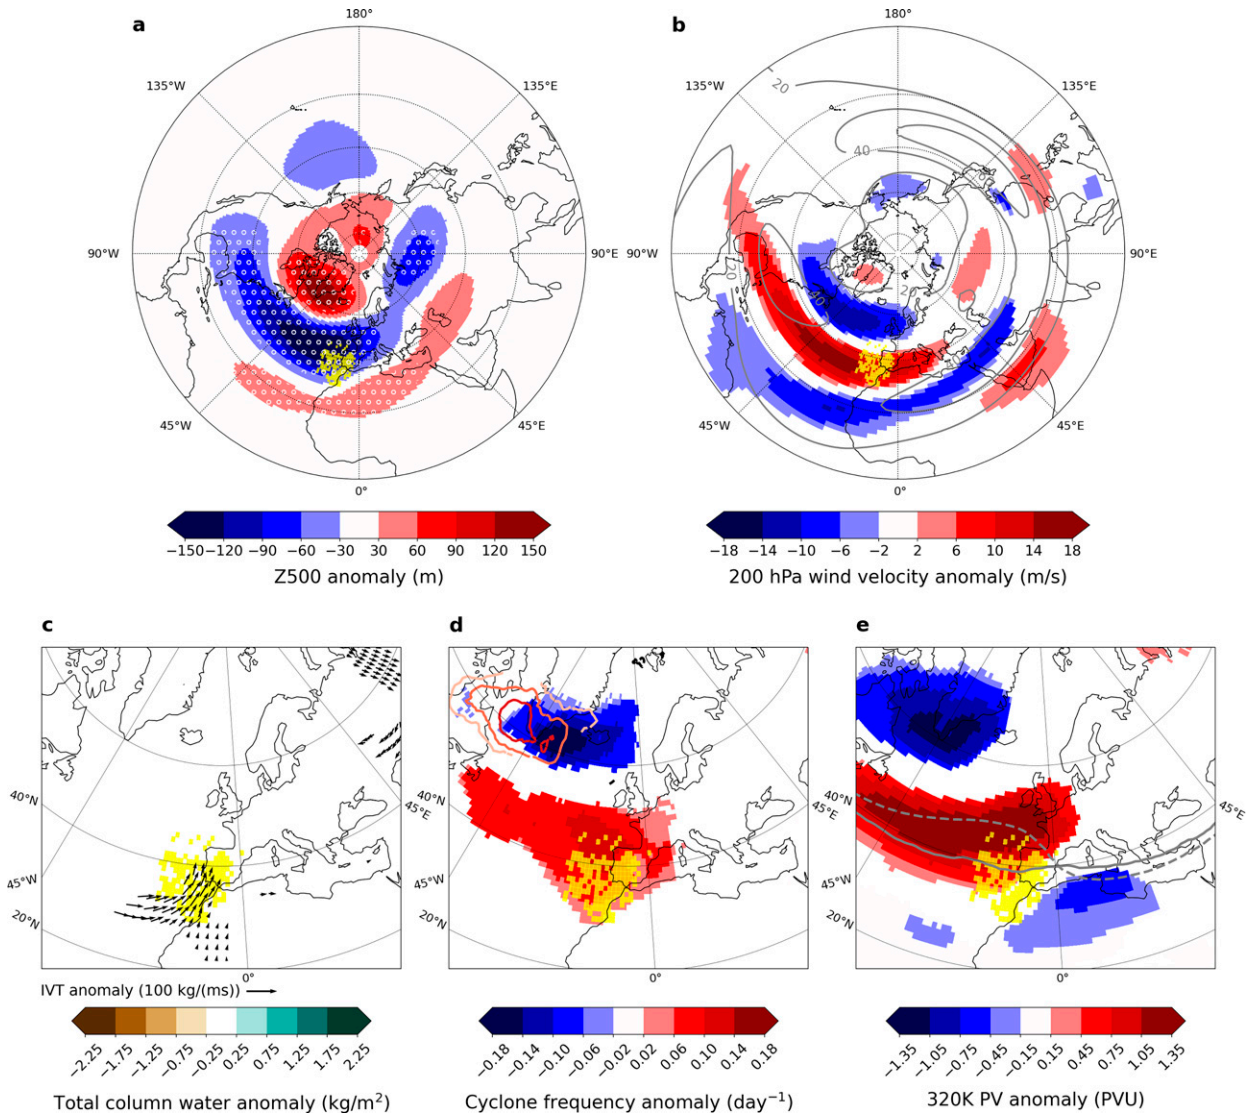 a
180°
135°W
135°E
90°W
90°E
45°W
45°E
0°
−150 −120 −90 −60 −30 30 60 90 120 150
Z500 anomaly (m)
b
180°
135°W
135°E
90°W
90°E
45°W
45°E
0°
20
40
20
40
2
−18 −14 −10 −6 −2 2 6 10 14 18
200 hPa wind velocity anomaly (m/s)
c
40°N
45°E
45°W
20°N
0°
IVT anomaly (100 kg/(ms))
−2.25 −1.75 −1.25 −0.75 −0.25 0.25 0.75 1.25 1.75 2.25
Total column water anomaly (kg/m²)
d
40°N
45°E
45°W
20°N
0°
−0.18 −0.14 −0.10 −0.06 −0.02 0.02 0.06 0.10 0.14 0.18
Cyclone frequency anomaly (day⁻¹)
e
40°N
45°E
45°W
20°N
0°
−1.35 −1.05 −0.75 −0.45 −0.15 0.15 0.45 0.75 1.05 1.35
320K PV anomaly (PVU)